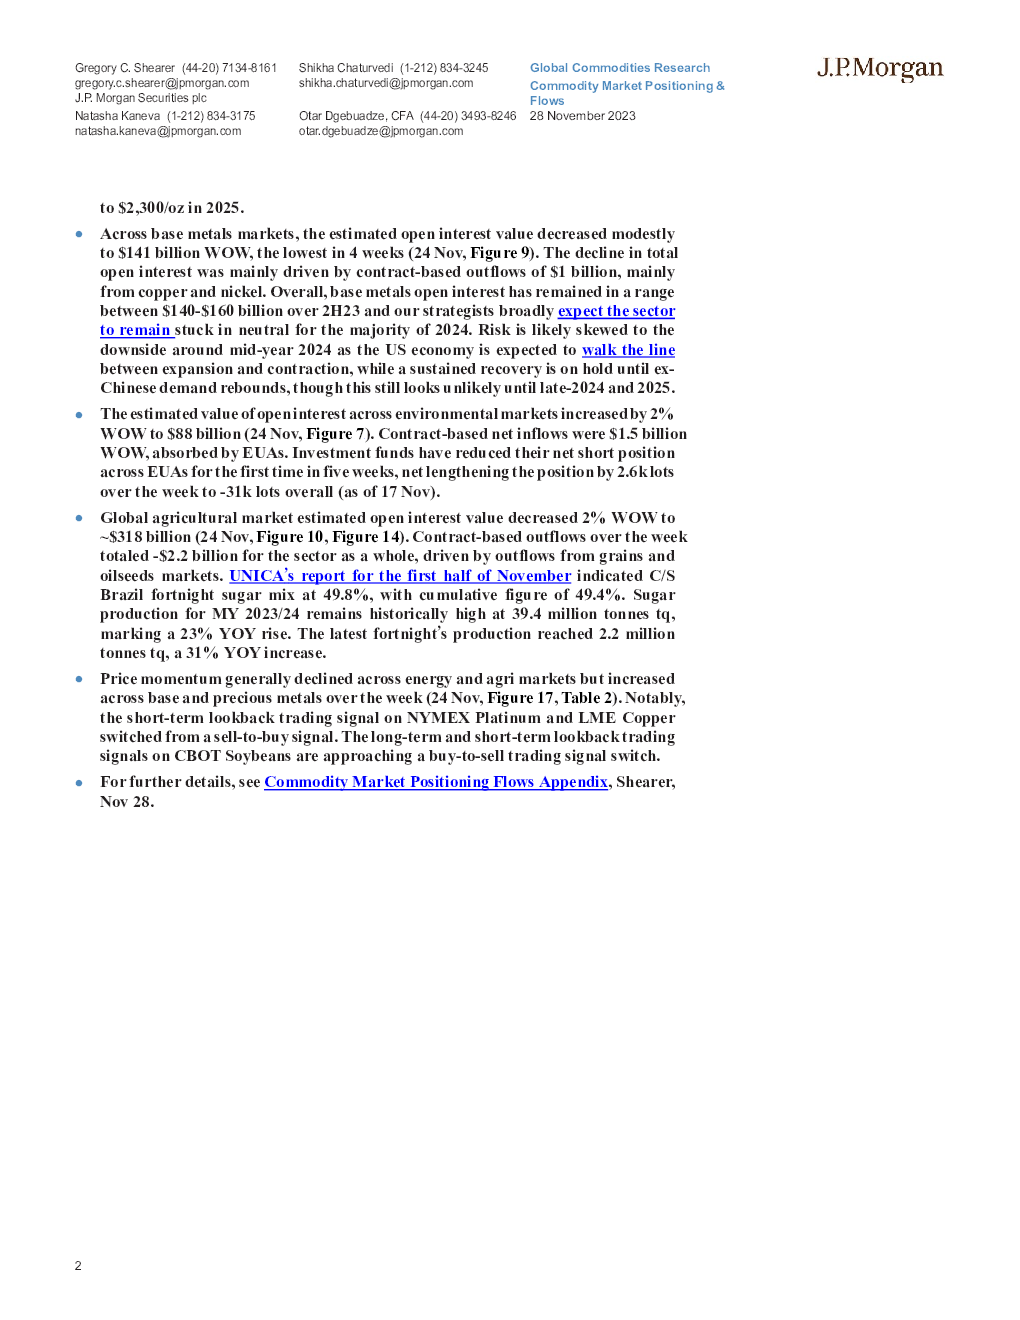 Gregory C. Shearer (44-20) 7134-8161
gregory.c.shearer@jpmorgan.com
J.P. Morgan Securities plc
Natasha Kaneva (1-212) 834-3175
natasha.kaneva@jpmorgan.com
Shikha Chaturvedi (1-212) 834-3245
shikha.chaturvedi@jpmorgan.com
Otar Dgebuadze, CFA (44-20) 3493-8246
otar.dgebuadze@jpmorgan.com
Global Commodities Research
Commodity Market Positioning &
Flows
28 November 2023
J.P.Morgan
to $2,300/oz in 2025.
● Across base metals markets, the estimated open interest value decreased modestly
to $141 billion WOW, the lowest in 4 weeks (24 Nov, Figure 9). The decline in total
open interest was mainly driven by contract-based outflows of $1 billion, mainly
from copper and nickel. Overall, base metals open interest has remained in a range
between $140-$160 billion over 2H23 and our strategists broadly expect the sector
to remain stuck in neutral for the majority of 2024. Risk is likely skewed to the
downside around mid-year 2024 as the US economy is expected to walk the line
between expansion and contraction, while a sustained recovery is on hold until ex-
Chinese demand rebounds, though this still looks unlikely until late-2024 and 2025.
● The estimated value of open interest across environmental markets increased by 2%
WOW to $88 billion (24 Nov, Figure 7). Contract-based net inflows were $1.5 billion
WOW, absorbed by EUAs. Investment funds have reduced their net short position
across EUAs for the first time in five weeks, net lengthening the position by 2.6k lots
over the week to -31k lots overall (as of 17 Nov).
● Global agricultural market estimated open interest value decreased 2% WOW to
~$318 billion (24 Nov, Figure 10, Figure 14). Contract-based outflows over the week
totaled -$2.2 billion for the sector as a whole, driven by outflows from grains and
oilseeds markets. UNICA’s report for the first half of November indicated C/S
Brazil fortnight sugar mix at 49.8%, with cumulative figure of 49.4%. Sugar
production for MY 2023/24 remains historically high at 39.4 million tonnes tq,
marking a 23% YOY rise. The latest fortnight’s production reached 2.2 million
tonnes tq, a 31% YOY increase.
● Price momentum generally declined across energy and agri markets but increased
across base and precious metals over the week (24 Nov, Figure 17, Table 2). Notably,
the short-term lookback trading signal on NYMEX Platinum and LME Copper
switched from a sell-to-buy signal. The long-term and short-term lookback trading
signals on CBOT Soybeans are approaching a buy-to-sell trading signal switch.
● For further details, see Commodity Market Positioning Flows Appendix, Shearer,
Nov 28.
2